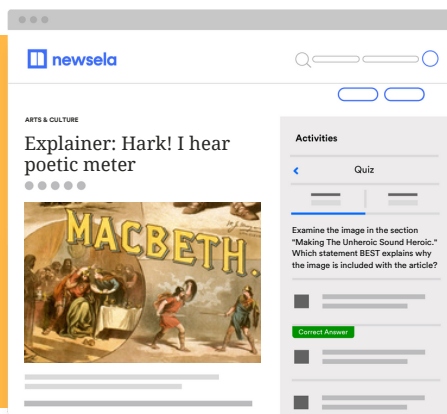 newsela
ARTS & CULTURE
Explainer: Hark! I hear
poetic meter
MACBETH.
Activities
Quiz
Examine the image in the section
"Making The Unheroic Sound Heroic."
Which statement BEST explains why
the image is included with the article?
Correct Answer